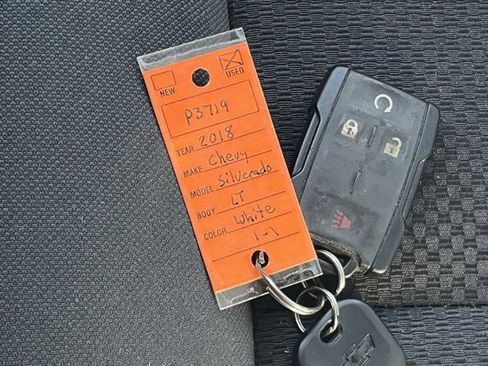 NEW USED
P3719
YEAR 2018
MAKE Chevy
MODEL Silverado
BODY LT
COLOR White
1-1